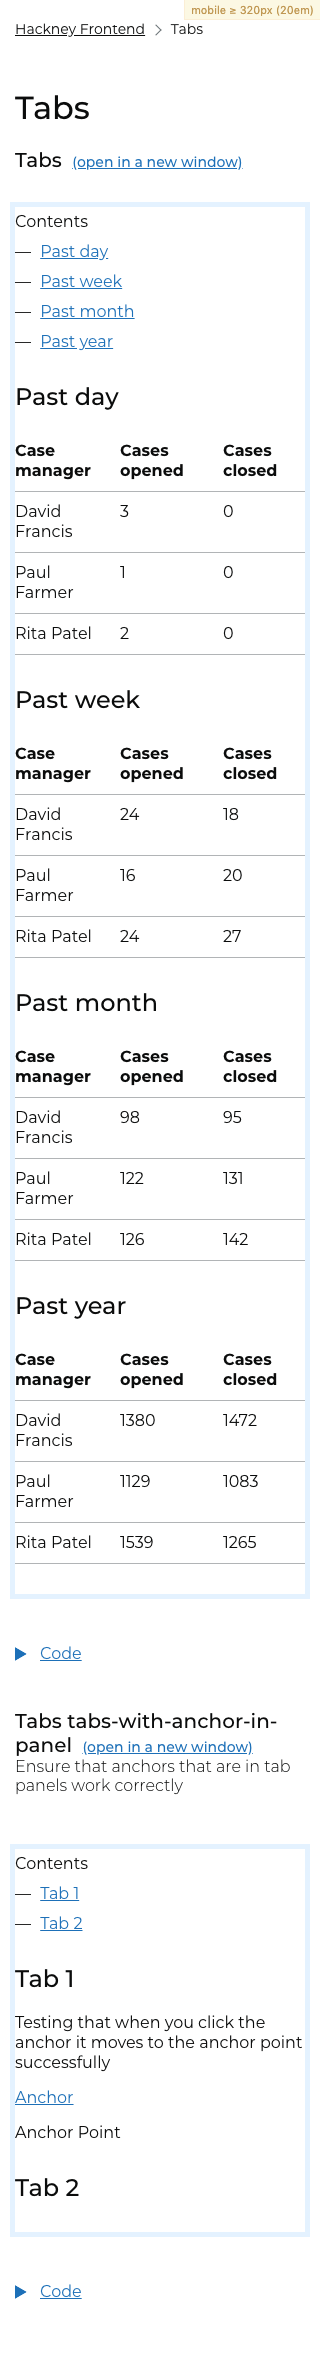 mobile ≥ 320px (20em)
Hackney Frontend > Tabs
Tabs
Tabs (open in a new window)
Contents
— Past day
— Past week
— Past month
— Past year
Past day
Case manager Cases opened Cases closed
David Francis 3 0
Paul Farmer 1 0
Rita Patel 2 0
Past week
Case manager Cases opened Cases closed
David Francis 24 18
Paul Farmer 16 20
Rita Patel 24 27
Past month
Case manager Cases opened Cases closed
David Francis 98 95
Paul Farmer 122 131
Rita Patel 126 142
Past year
Case manager Cases opened Cases closed
David Francis 1380 1472
Paul Farmer 1129 1083
Rita Patel 1539 1265
Code
Tabs tabs-with-anchor-in-
panel (open in a new window)
Ensure that anchors that are in tab
panels work correctly
Contents
— Tab 1
— Tab 2
Tab 1
Testing that when you click the
anchor it moves to the anchor point
successfully
Anchor
Anchor Point
Tab 2
Code